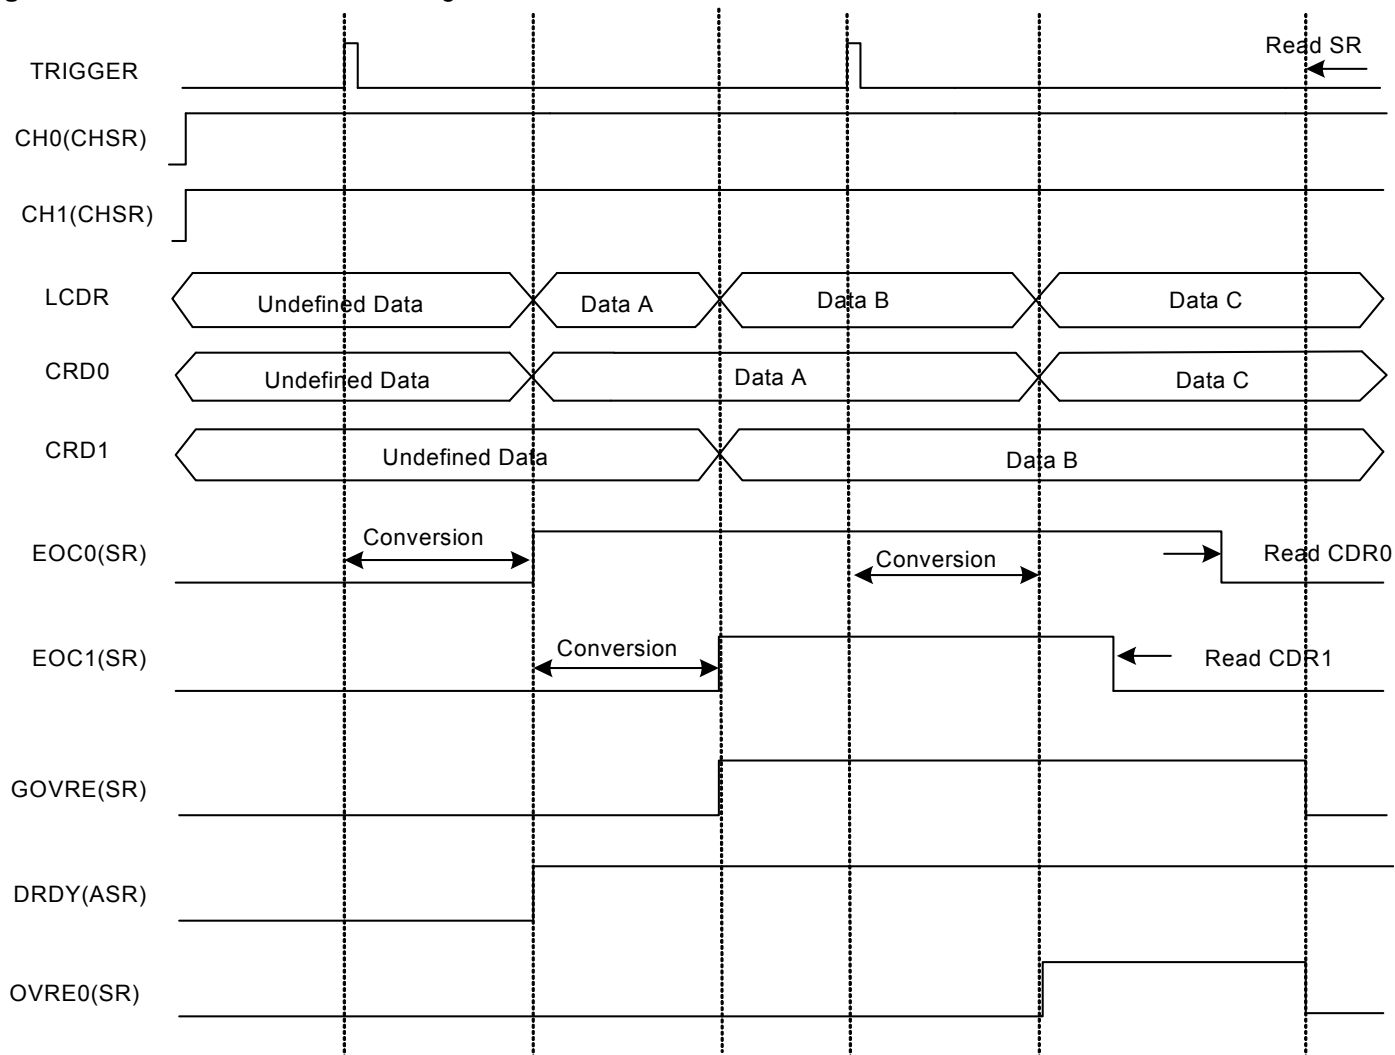 TRIGGER
Read SR
CH0(CHSR)
CH1(CHSR)
LCDR
Undefined Data
Data A
Data B
Data C
CRD0
Undefined Data
Data A
Data C
CRD1
Undefined Data
Data B
EOC0(SR)
Conversion
Conversion
Read CDR0
EOC1(SR)
Conversion
Read CDR1
GOVRE(SR)
DRDY(ASR)
OVRE0(SR)